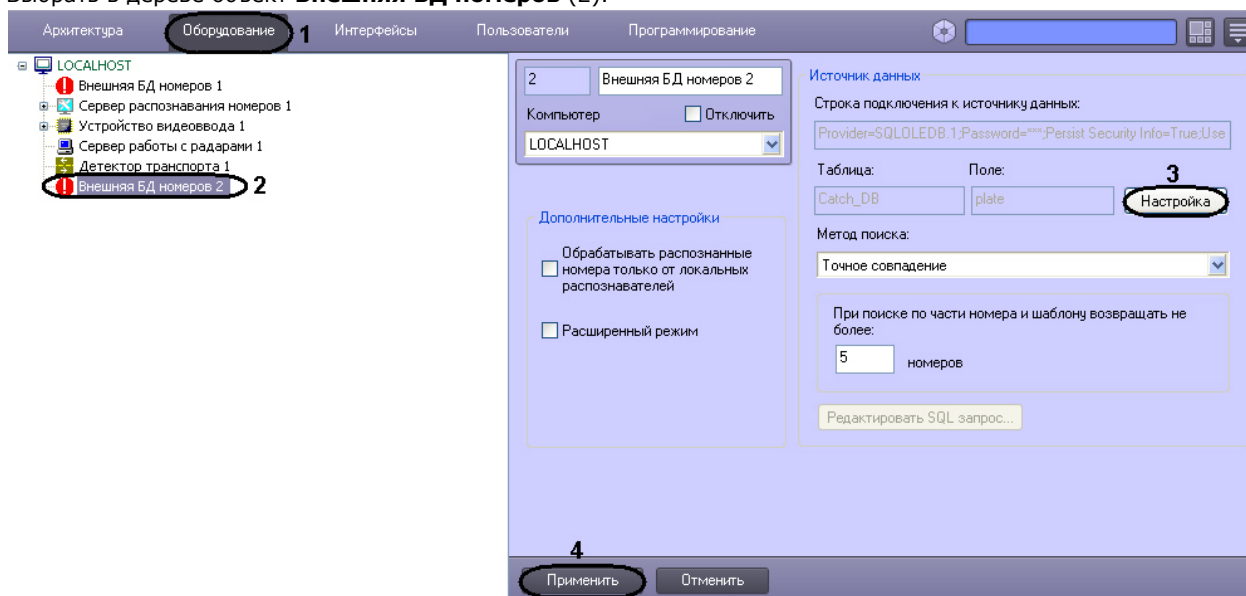 Выбрать в дереве объект Внешняя БД номеров (2).
Архитектура Оборудование 1 Интерфейсы Пользователи Программирование
LOCALHOST
Внешняя БД номеров 1
Сервер распознавания номеров 1
Устройство видеоввода 1
Сервер работы с радарами 1
Детектор транспорта 1
Внешняя БД номеров 2 2
2 Внешняя БД номеров 2
Компьютер Отключить
LOCALHOST
Дополнительные настройки
Обрабатывать распознанные
номера только от локальных
распознавателей
Расширенный режим
Источник данных
Строка подключения к источнику данных:
Provider=SQLOLEDB.1;Password=****;Persist Security Info=True;Use
Таблица: Поле: 3
Catch_DB plate Настройка
Метод поиска:
Точное совпадение
При поиске по части номера и шаблону возвращать не
более:
5 номеров
Редактировать SQL запрос...
4
Применить Отменить